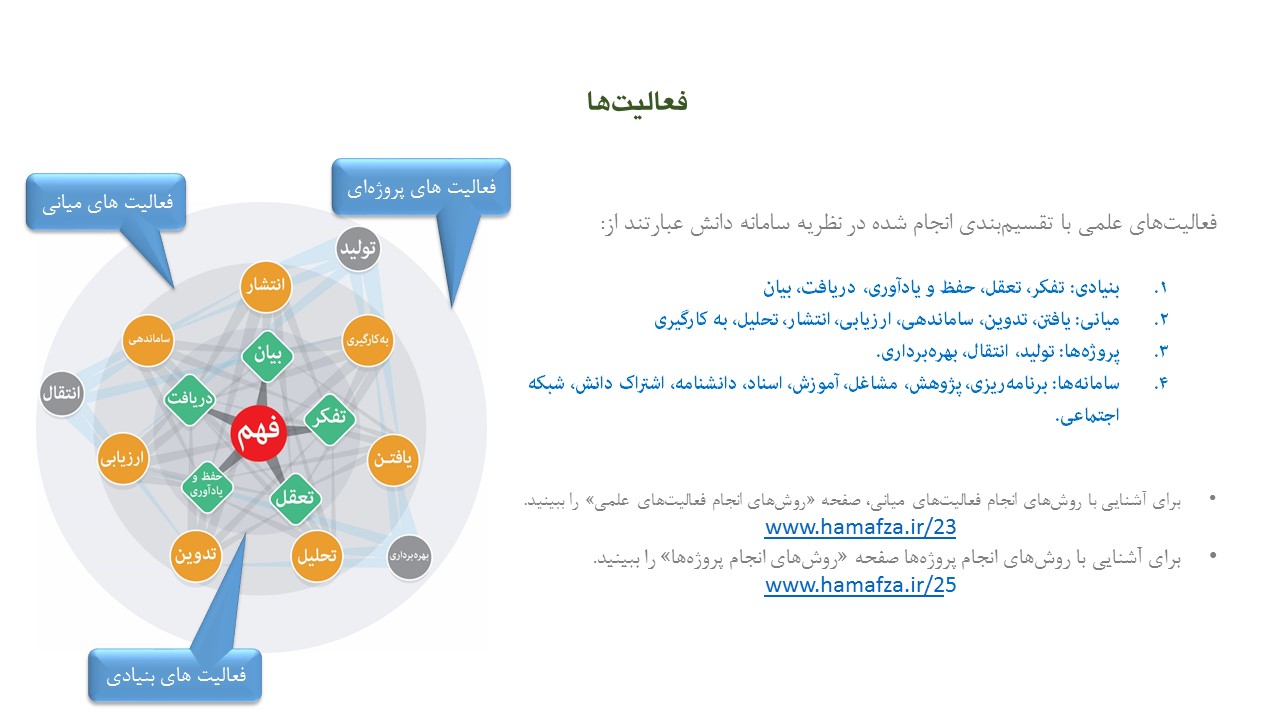 فعالیت‌ها
فعالیت‌های علمی با تقسیم‌بندی انجام شده در نظریه سامانه دانش عبارتند از:
۱. بنیادی: تفکر، تعقل، حفظ و یادآوری، دریافت، بیان
۲. میانی: یافتن، تدوین، ساماندهی، ارزیابی، انتشار، تحلیل، به کارگیری
۳. پروژه‌ها: تولید، انتقال، بهره‌برداری.
۴. سامانه‌ها: برنامه‌ریزی، پژوهش، مشاغل، آموزش، اسناد، دانشنامه، اشتراک دانش، شبکه
اجتماعی.
• برای آشنایی با روش‌های انجام فعالیت‌های میانی، صفحه «روش‌های انجام فعالیت‌های علمی» را ببینید.
www.hamafza.ir/23
• برای آشنایی با روش‌های انجام پروژه‌ها صفحه «روش‌های انجام پروژه‌ها» را ببینید.
www.hamafza.ir/25
فعالیت های پروژه‌ای
فعالیت های میانی
تولید
انتشار
به‌کارگیری
ساماندهی
بیان
انتقال
دریافت
تفکر
فهم
یافتن
ارزیابی
حفظ و
یادآوری
تعقل
تدوین
تحلیل
بهره‌برداری
فعالیت های بنیادی